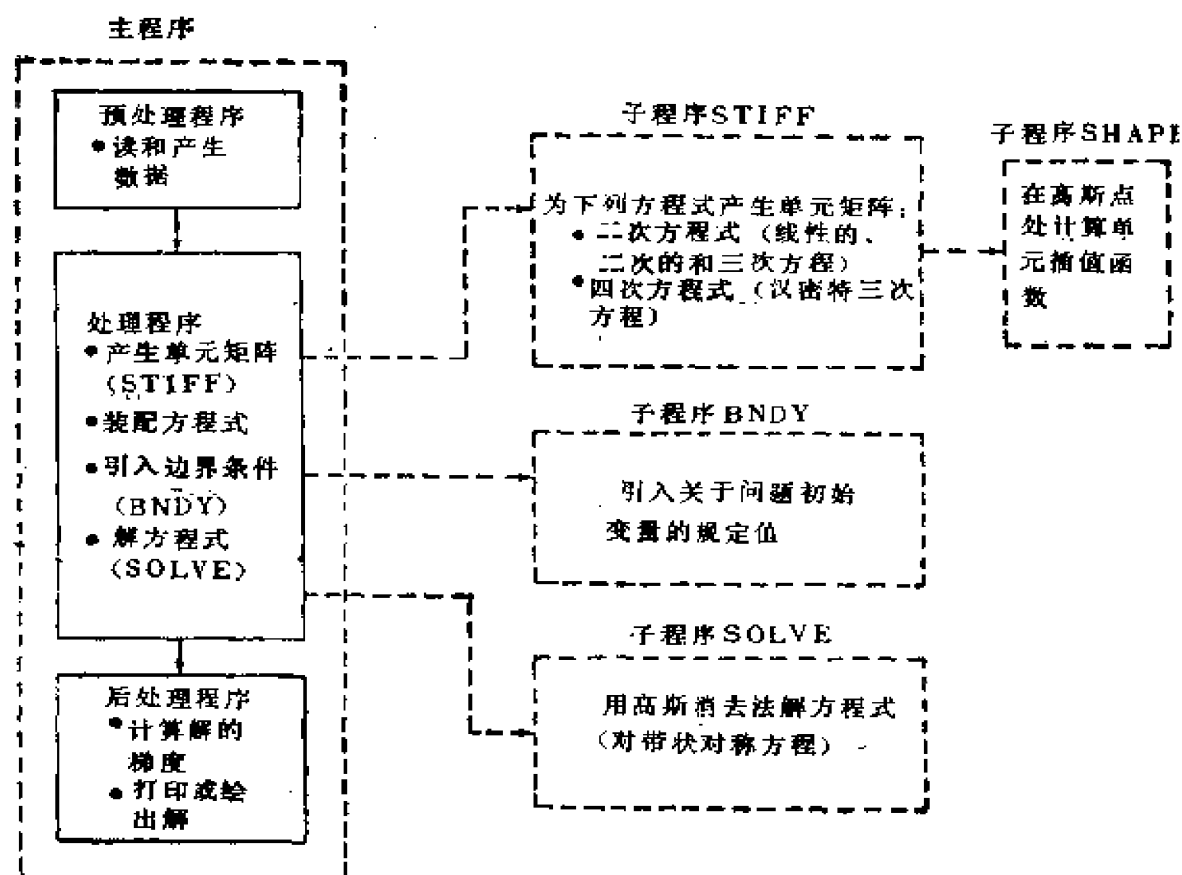 主程序
预处理程序
•读和产生
数据
处理程序
•产生单元矩阵
(STIFF)
•装配方程式
•引入边界条件
(BNDY)
•解方程式
(SOLVE)
后处理程序
•计算解的
梯度
•打印或绘
出解
子程序STIFF
为下列方程式产生单元矩阵:
•二次方程式(线性的、
二次的和三次方程)
•四次方程式(汉密特三次
方程)
子程序SHAPE
在高斯点
处计算单
元插值函
数
子程序BNDY
引入关于问题初始
变量的规定值
子程序SOLVE
用高斯消去法解方程式
(对带状对称方程)